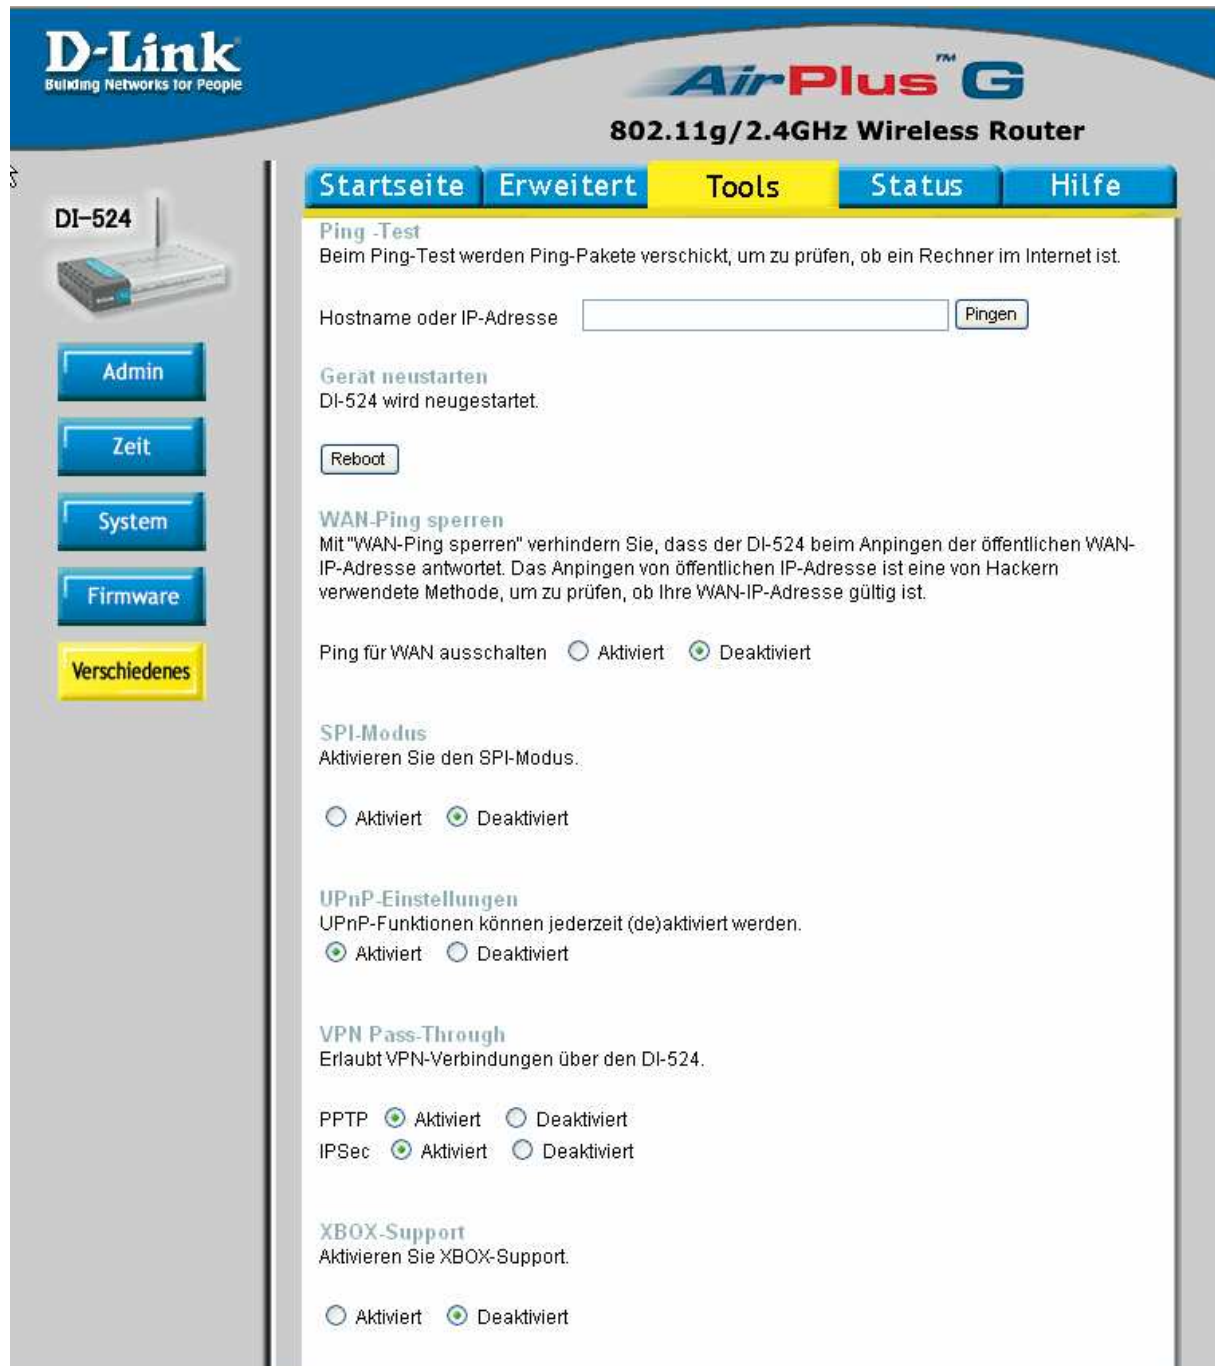 D-Link
Building Networks for People
AirPlus™G
802.11g/2.4GHz Wireless Router
DI-524
Startseite Erweitert Tools Status Hilfe
Admin
Zeit
System
Firmware
Verschiedenes
Ping -Test
Beim Ping-Test werden Ping-Pakete verschickt, um zu prüfen, ob ein Rechner im Internet ist.
Hostname oder IP-Adresse Pingen
Gerät neustarten
DI-524 wird neugestartet.
Reboot
WAN-Ping sperren
Mit "WAN-Ping sperren" verhindern Sie, dass der DI-524 beim Anpingen der öffentlichen WAN-
IP-Adresse antwortet. Das Anpingen von öffentlichen IP-Adresse ist eine von Hackern
verwendete Methode, um zu prüfen, ob Ihre WAN-IP-Adresse gültig ist.
Ping für WAN ausschalten Aktiviert Deaktiviert
SPI-Modus
Aktivieren Sie den SPI-Modus.
Aktiviert Deaktiviert
UPnP-Einstellungen
UPnP-Funktionen können jederzeit (de)aktiviert werden.
Aktiviert Deaktiviert
VPN Pass-Through
Erlaubt VPN-Verbindungen über den DI-524.
PPTP Aktiviert Deaktiviert
IPSec Aktiviert Deaktiviert
XBOX-Support
Aktivieren Sie XBOX-Support.
Aktiviert Deaktiviert